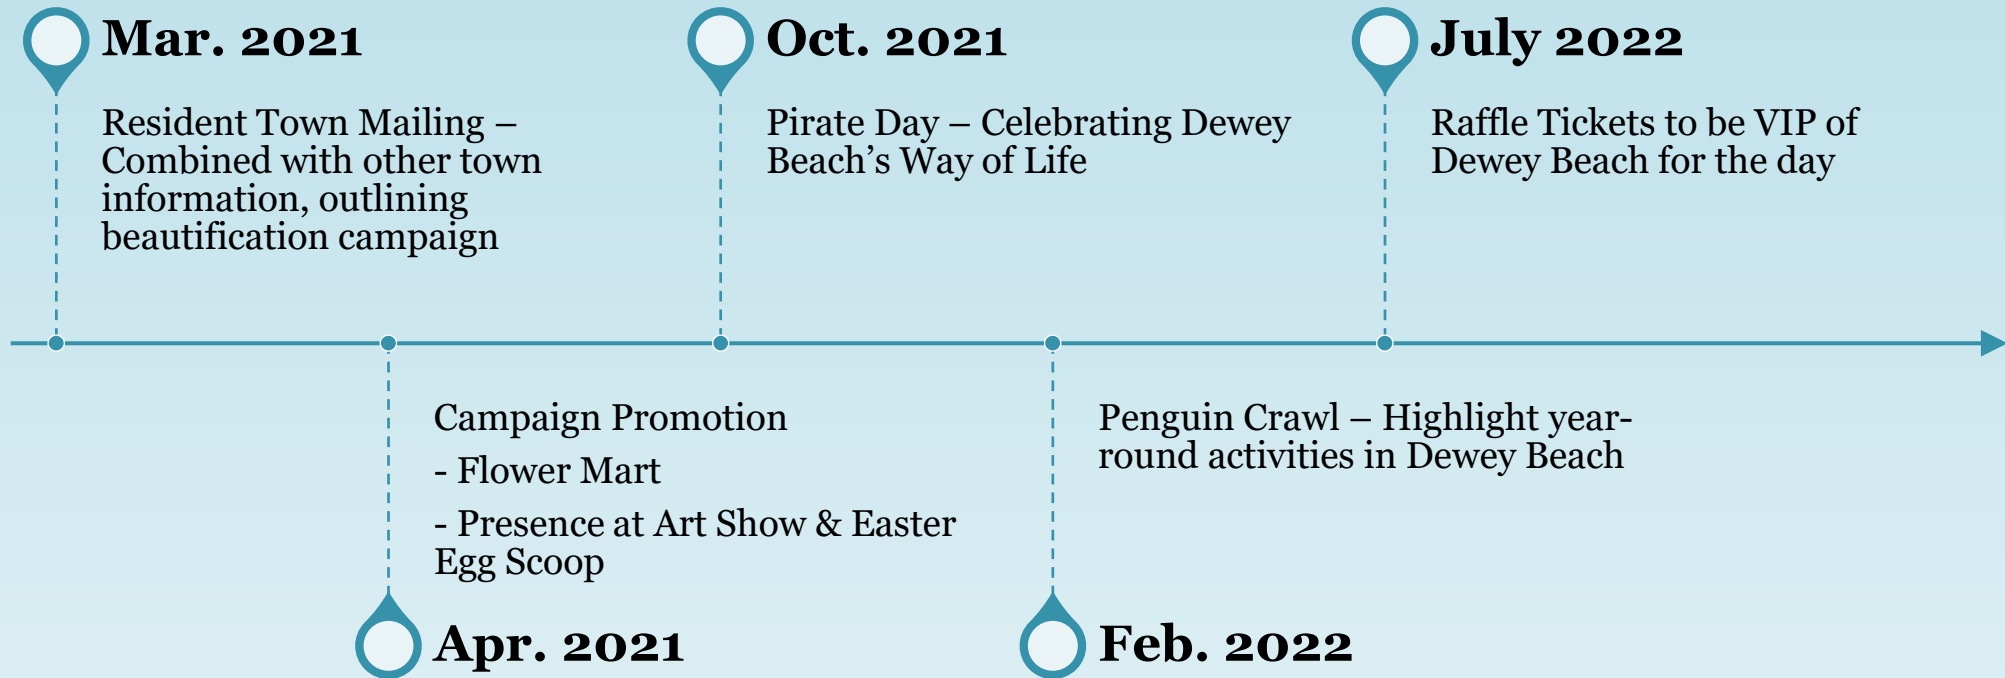 Mar. 2021
Resident Town Mailing –
Combined with other town
information, outlining
beautification campaign
Campaign Promotion
- Flower Mart
- Presence at Art Show & Easter
Egg Scoop
Apr. 2021
Oct. 2021
Pirate Day – Celebrating Dewey
Beach’s Way of Life
Penguin Crawl – Highlight year-
round activities in Dewey Beach
Feb. 2022
July 2022
Raffle Tickets to be VIP of
Dewey Beach for the day